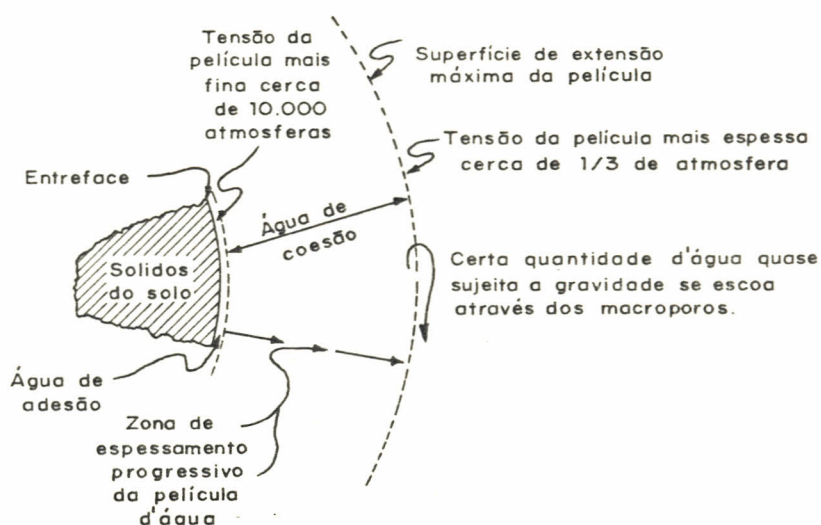 Tensão da
película mais
fina cerca
de 10.000
atmosferas
Superfície de extensão
máxima da película
Tensão da película mais espessa
cerca de 1/3 de atmosfera
Entreface
Água de
coesão
Solidos
do solo
Certa quantidade d'água quase
sujeita a gravidade se escoa
através dos macroporos.
Água de
adesão
Zona de
espessamento
progressivo
da película
d'água